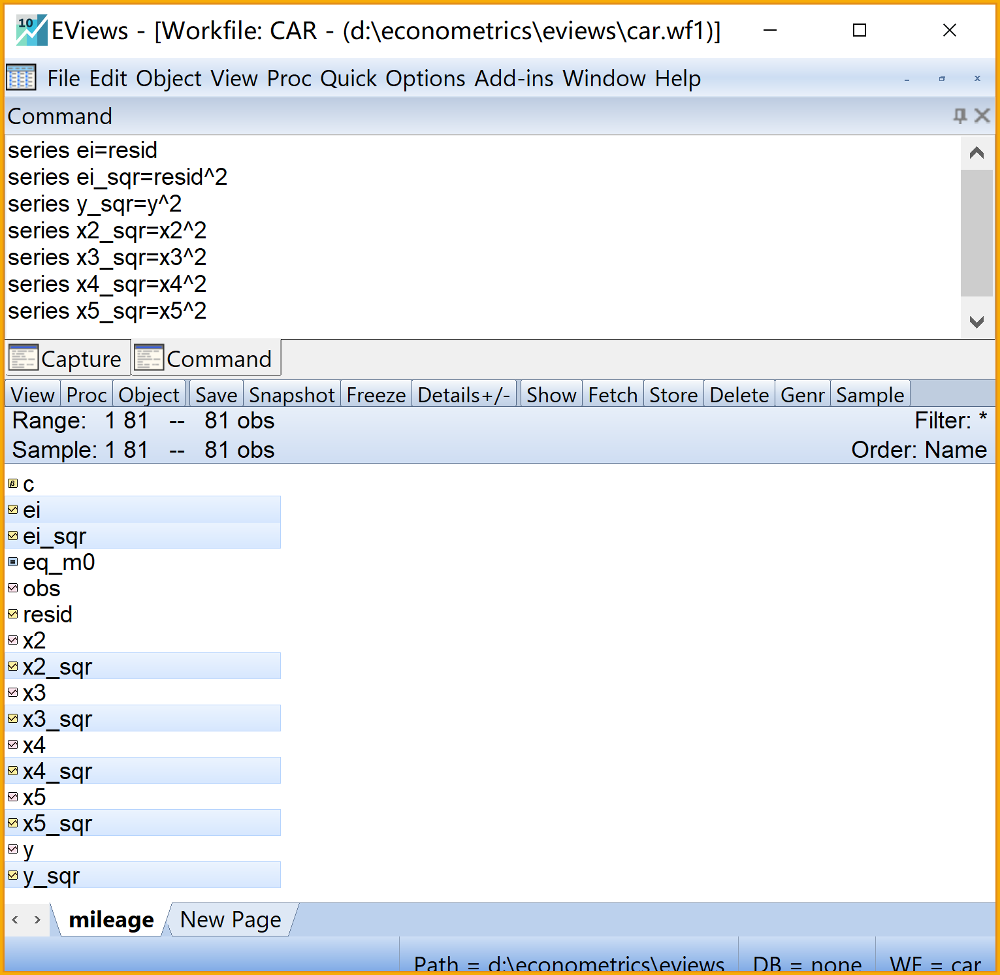 10 EViews - [Workfile: CAR - (d:\econometrics\eviews\car.wf1)]
File Edit Object View Proc Quick Options Add-ins Window Help
Command
series ei=resid
series ei_sqr=resid^2
series y_sqr=y^2
series x2_sqr=x2^2
series x3_sqr=x3^2
series x4_sqr=x4^2
series x5_sqr=x5^2
Capture Command
View Proc Object Save Snapshot Freeze Details+/- Show Fetch Store Delete Genr Sample
Range: 1 81 -- 81 obs Filter: *
Sample: 1 81 -- 81 obs Order: Name
β c
ei
ei_sqr
= eq_m0
obs
resid
x2
x2_sqr
x3
x3_sqr
x4
x4_sqr
x5
x5_sqr
y
y_sqr
mileage New Page
Path = d:\econometrics\eviews DB = none WF = car